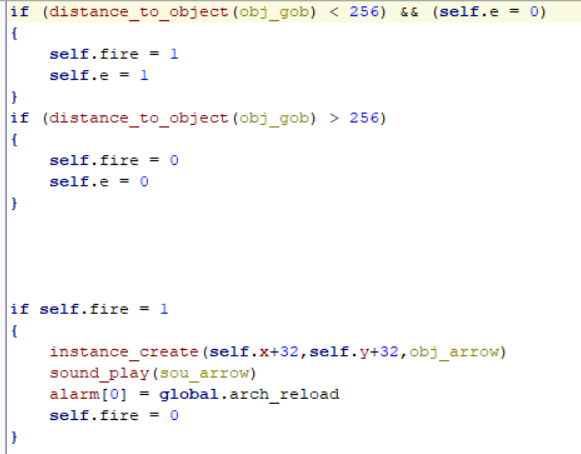 if (distance_to_object(obj_gob) < 256) && (self.e = 0)
{
    self.fire = 1
    self.e = 1
}
if (distance_to_object(obj_gob) > 256)
{
    self.fire = 0
    self.e = 0
}
if self.fire = 1
{
    instance_create(self.x+32,self.y+32,obj_arrow)
    sound_play(sou_arrow)
    alarm[0] = global.arch_reload
    self.fire = 0
}